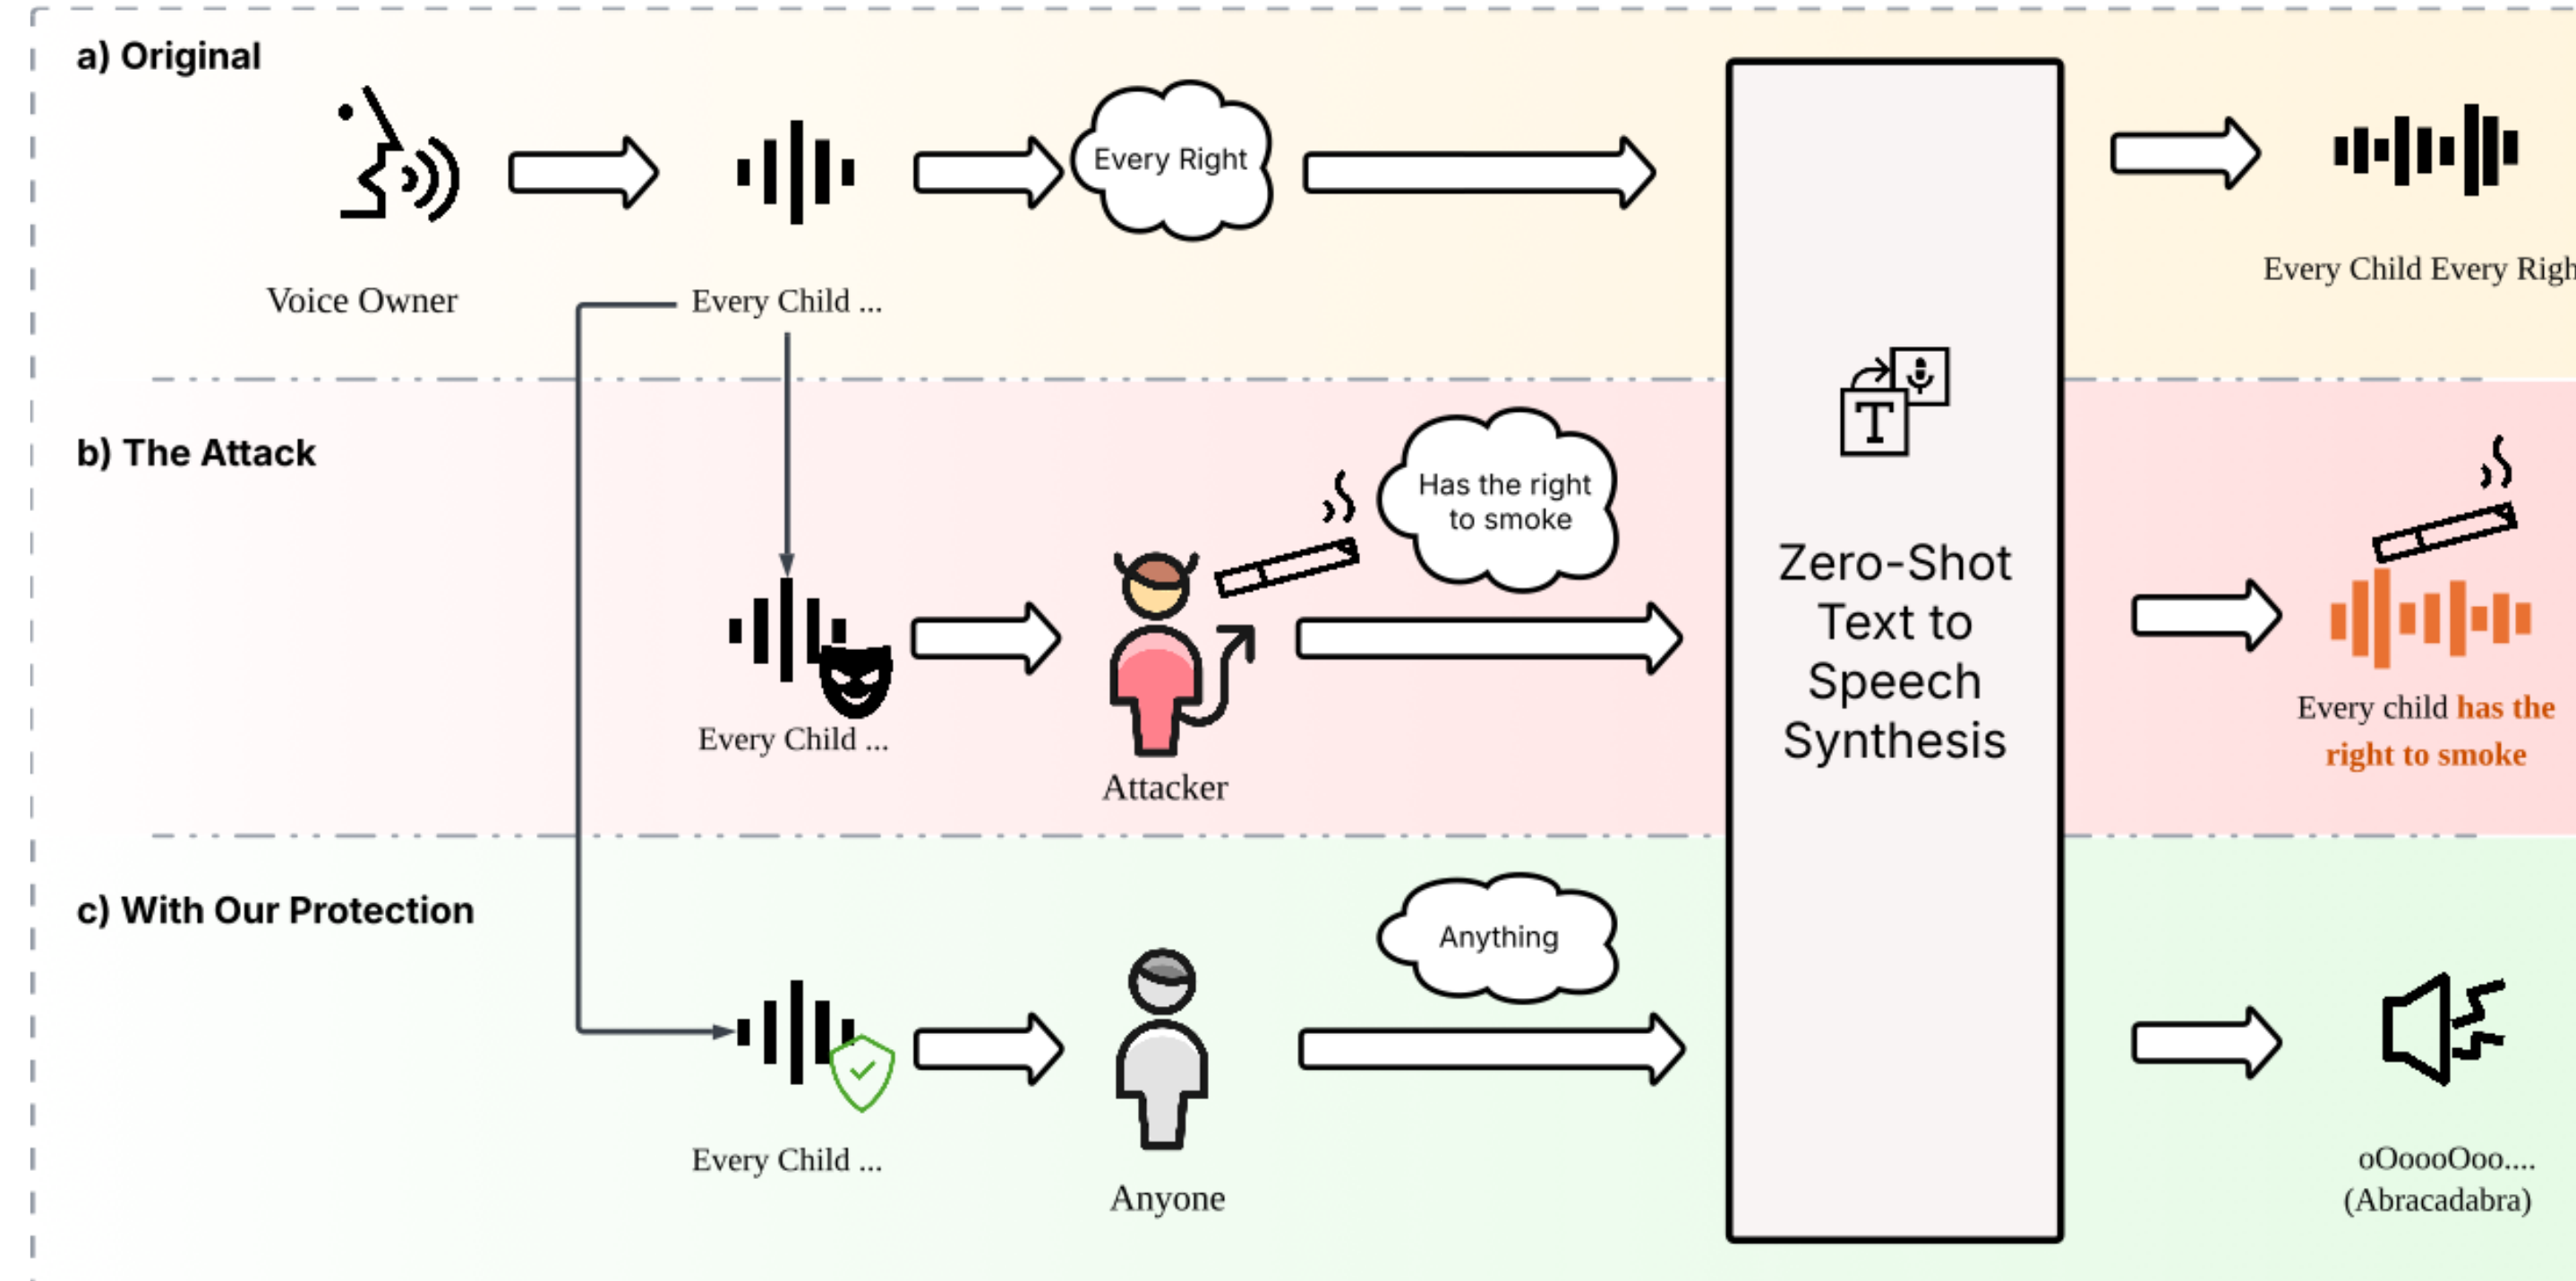 a) Original
Every Right
Voice Owner
Every Child ...
Every Child Every Righ
b) The Attack
Has the right
to smoke
Every Child ...
Attacker
T
Zero-Shot
Text to
Speech
Synthesis
Every child has the
right to smoke
c) With Our Protection
Anything
Every Child ...
Anyone
oOoooOoo....
(Abracadabra)